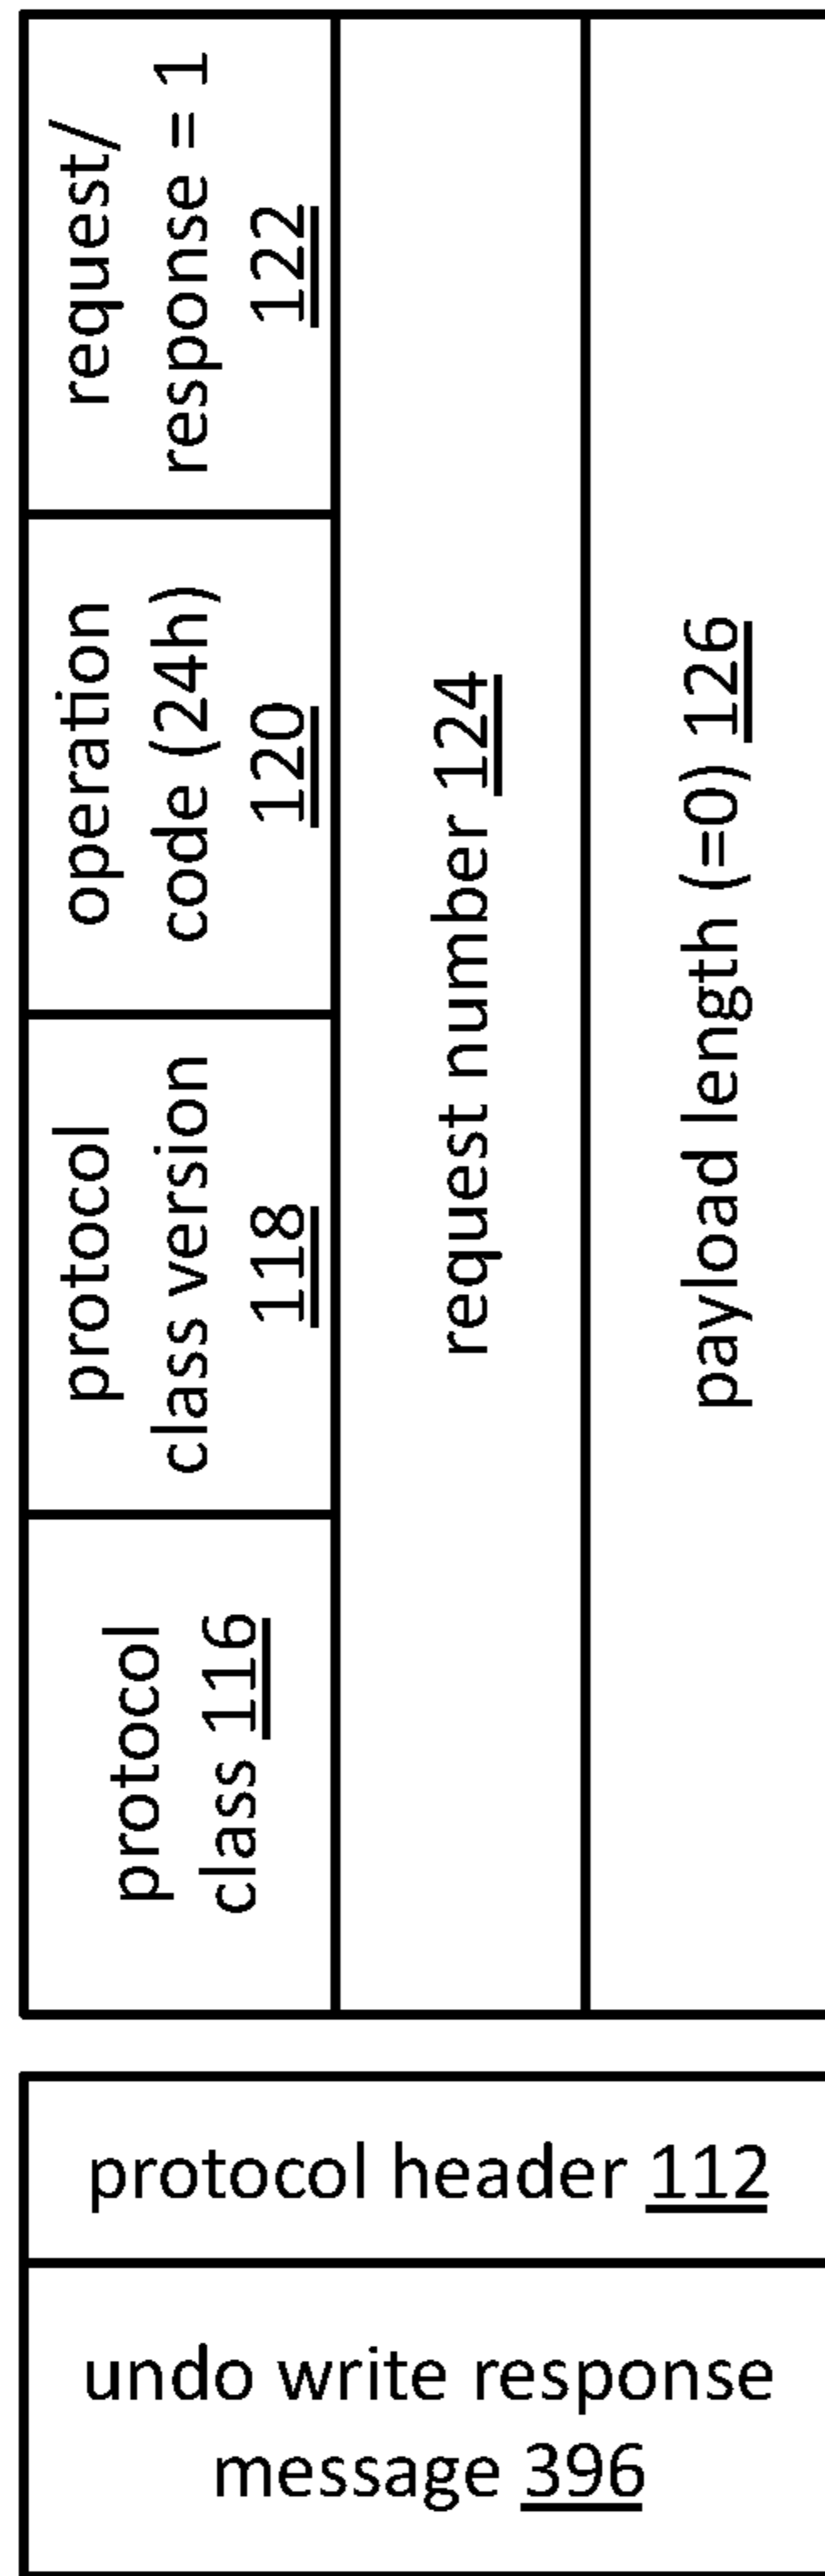 protocol
class 116
protocol
class version
118
operation
code (24h)
120
request/
response = 1
122
request number 124
payload length (=0) 126
protocol header 112
undo write response
message 396